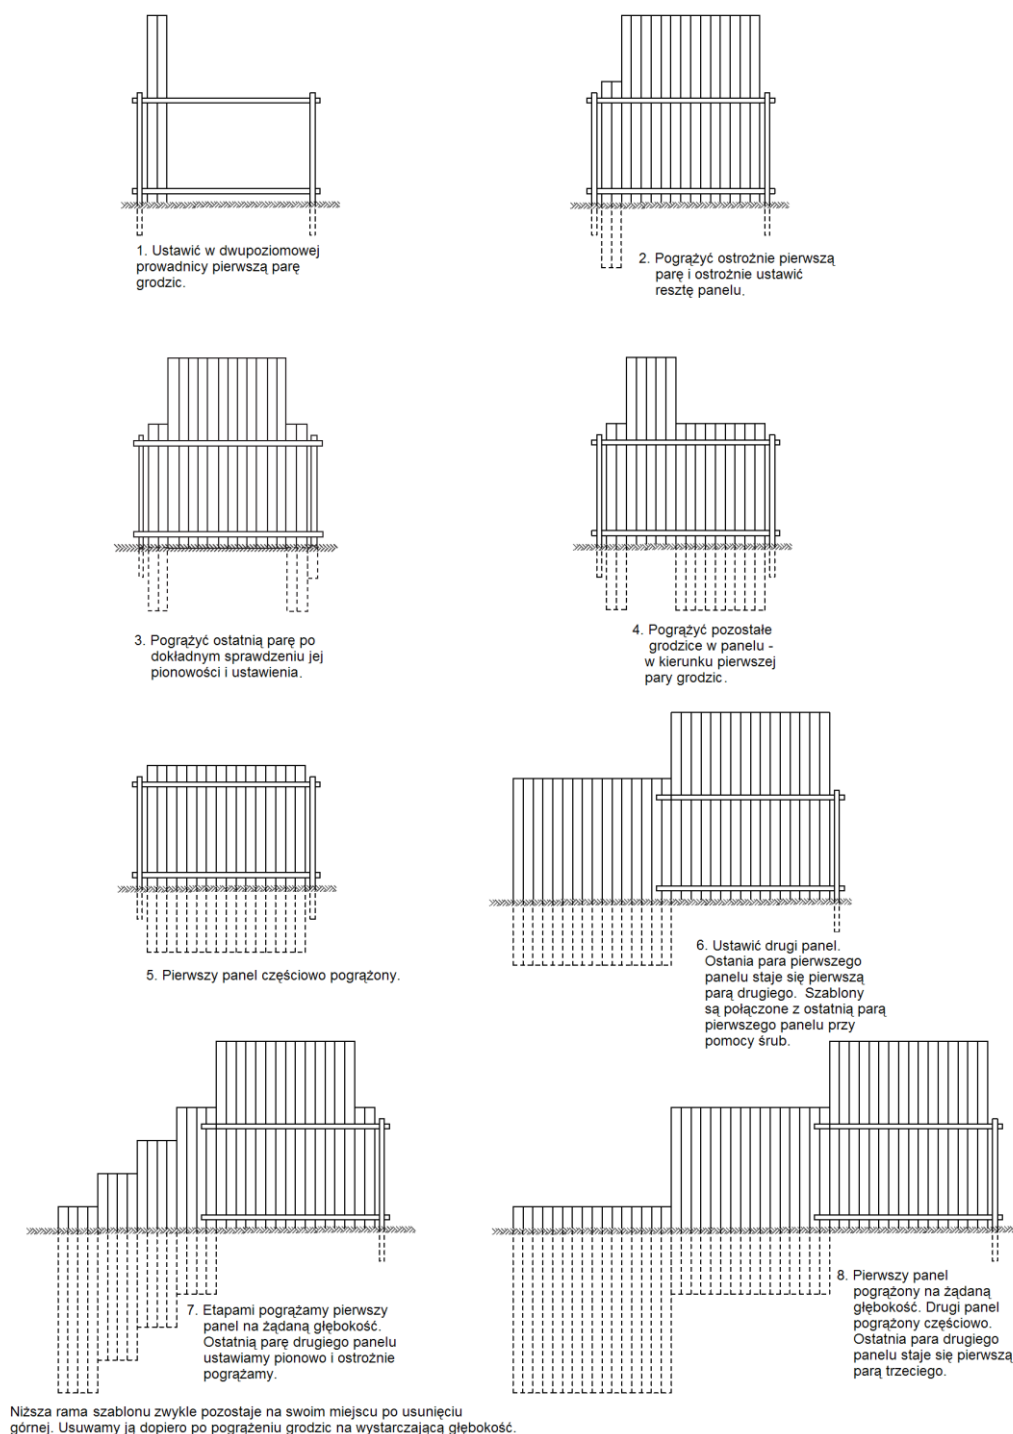 1. Ustawić w dwupoziomowej
prowadnicy pierwszą parę
grodzic.
2. Pogrążyć ostrożnie pierwszą
parę i ostrożnie ustawić
resztę panelu.
3. Pogrążyć ostatnią parę po
dokładnym sprawdzeniu jej
pionowości i ustawienia.
4. Pogrążyć pozostałe
grodzice w panelu -
w kierunku pierwszej
pary grodzic.
5. Pierwszy panel częściowo pogrążony.
6. Ustawić drugi panel.
Ostania para pierwszego
panelu staje się pierwszą
parą drugiego. Szablony
są połączone z ostatnią parą
pierwszego panelu przy
pomocy śrub.
7. Etapami pogrążamy pierwszy
panel na żądaną głębokość.
Ostatnią parę drugiego panelu
ustawiamy pionowo i ostrożnie
pogrążamy.
8. Pierwszy panel
pogrążony na żądaną
głębokość. Drugi panel
pogrążony częściowo.
Ostatnia para drugiego
panelu staje się pierwszą
parą trzeciego.
Niższa rama szablonu zwykle pozostaje na swoim miejscu po usunięciu
górnej. Usuwamy ją dopiero po pogrążeniu grodzic na wystarczającą głębokość.